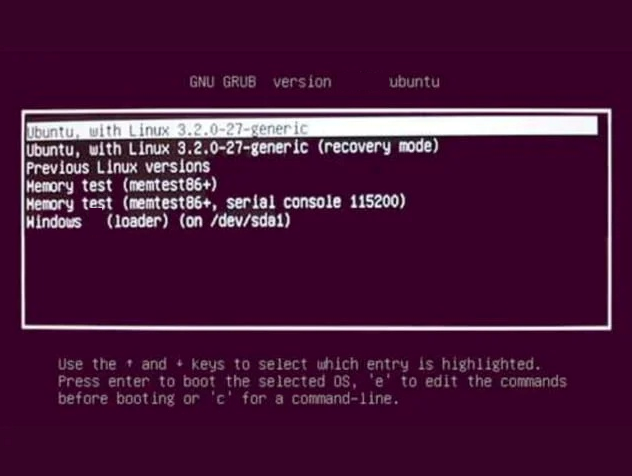 GNU GRUB version ubuntu
Ubuntu, with Linux 3.2.0-27-generic
Ubuntu, with Linux 3.2.0-27-generic (recovery mode)
Previous Linux versions
Memory test (memtest86+)
Memory test (memtest86+, serial console 115200)
Windows (loader) (on /dev/sda1)
Use the ↑ and ↓ keys to select which entry is highlighted.
Press enter to boot the selected OS, 'e' to edit the commands
before booting or 'c' for a command-line.